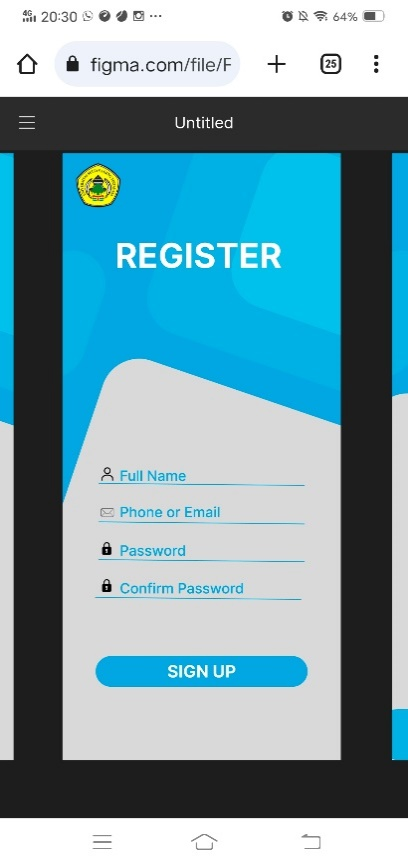 4G 20:30 64%
figma.com/file/F 25
Untitled
REGISTER
Full Name
Phone or Email
Password
Confirm Password
SIGN UP